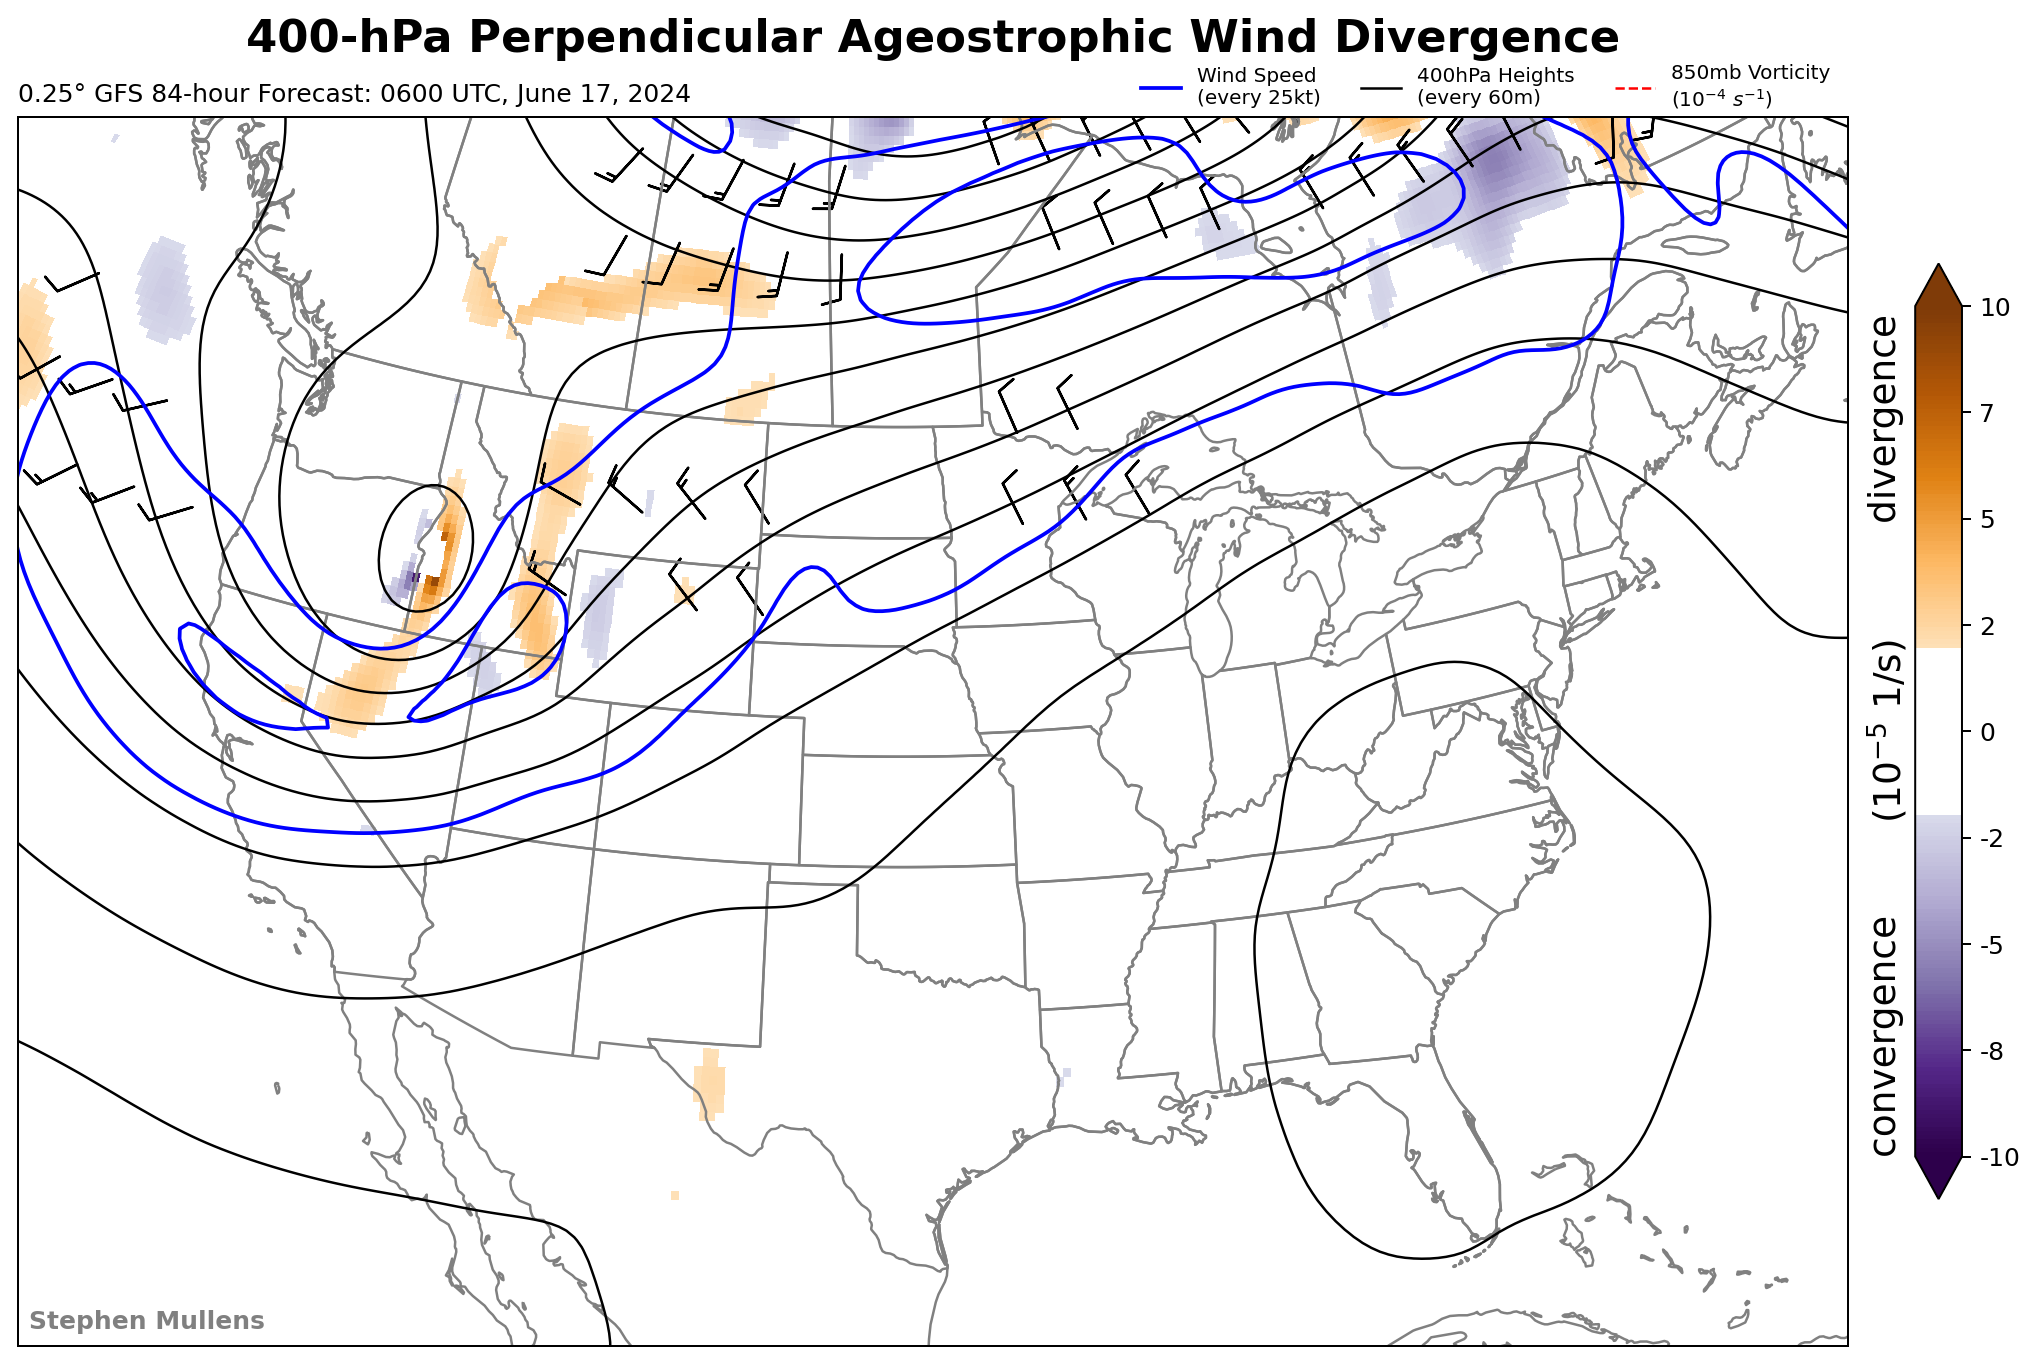 400-hPa Perpendicular Ageostrophic Wind Divergence
0.25° GFS 84-hour Forecast: 0600 UTC, June 17, 2024
Wind Speed
(every 25kt)
400hPa Heights
(every 60m)
850mb Vorticity
(10⁻⁴ s⁻¹)
10
7
5
2
0
-2
-5
-8
-10
convergence (10⁻⁵ 1/s) divergence
Stephen Mullens